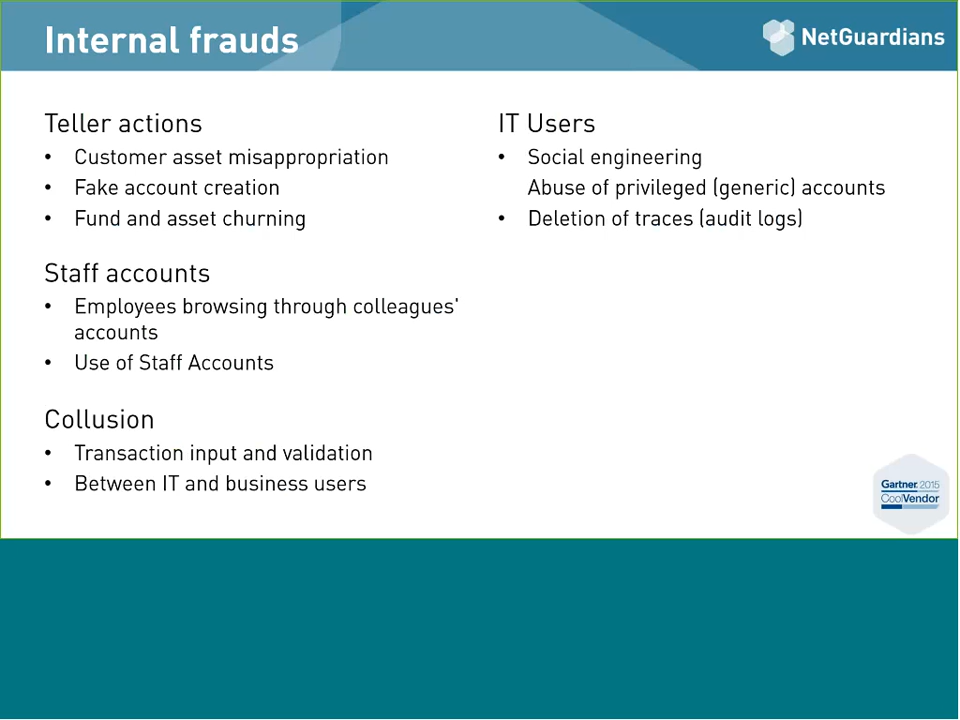 Internal frauds
NetGuardians
Teller actions
• Customer asset misappropriation
• Fake account creation
• Fund and asset churning
Staff accounts
• Employees browsing through colleagues'
accounts
• Use of Staff Accounts
Collusion
• Transaction input and validation
• Between IT and business users
IT Users
• Social engineering
Abuse of privileged (generic) accounts
• Deletion of traces (audit logs)
Gartner 2015
CoolVendor